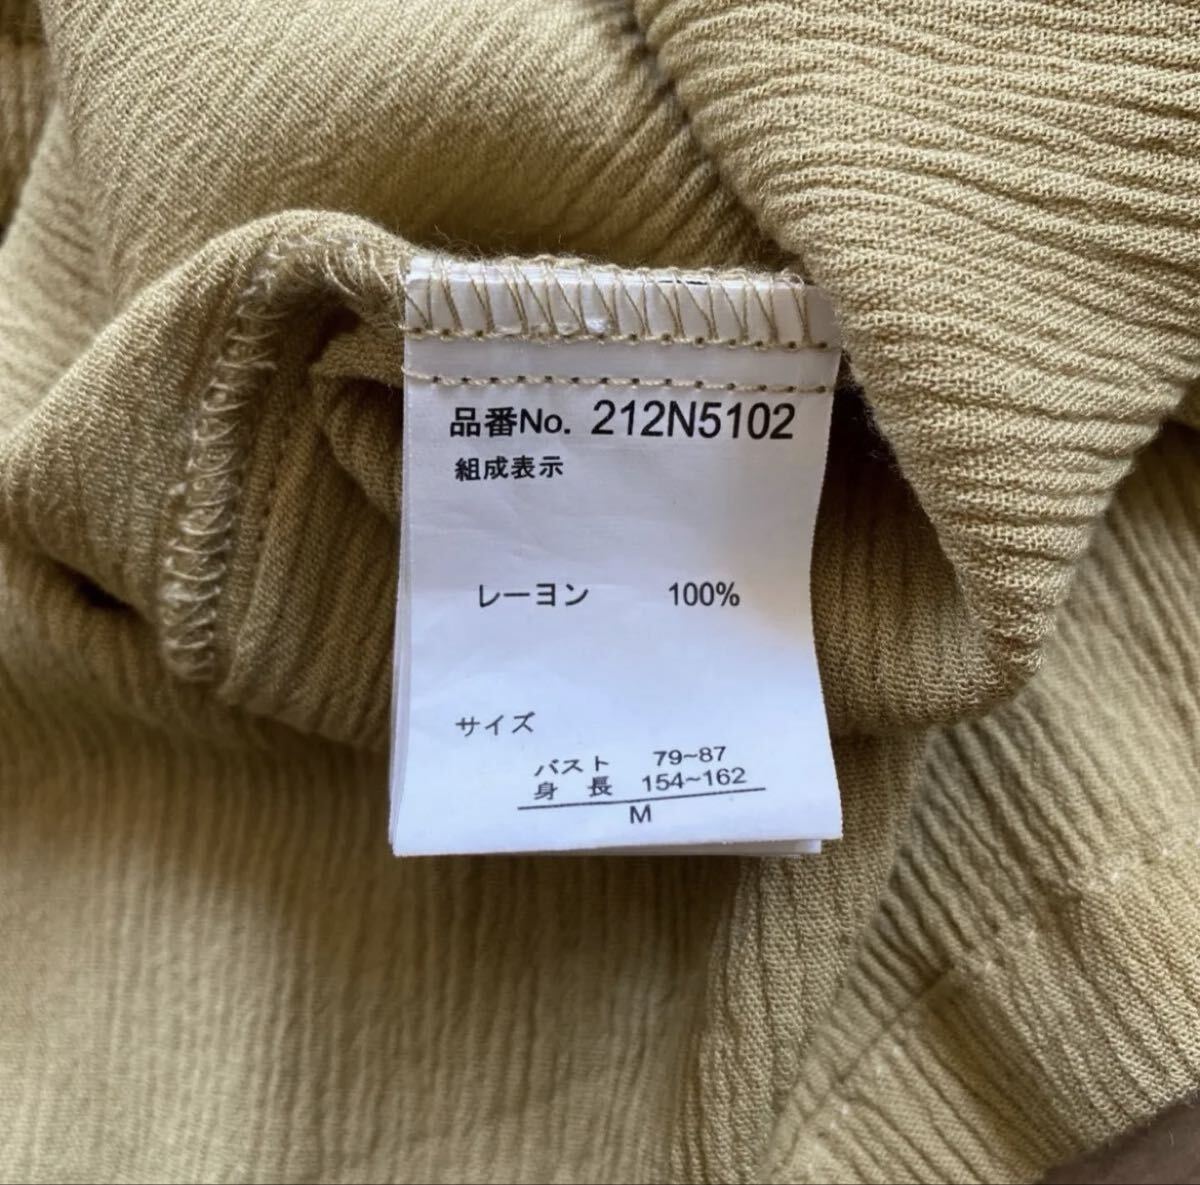 品番No. 212N5102
組成表示
レーヨン 100%
サイズ
バスト 79~87
身長 154~162
M